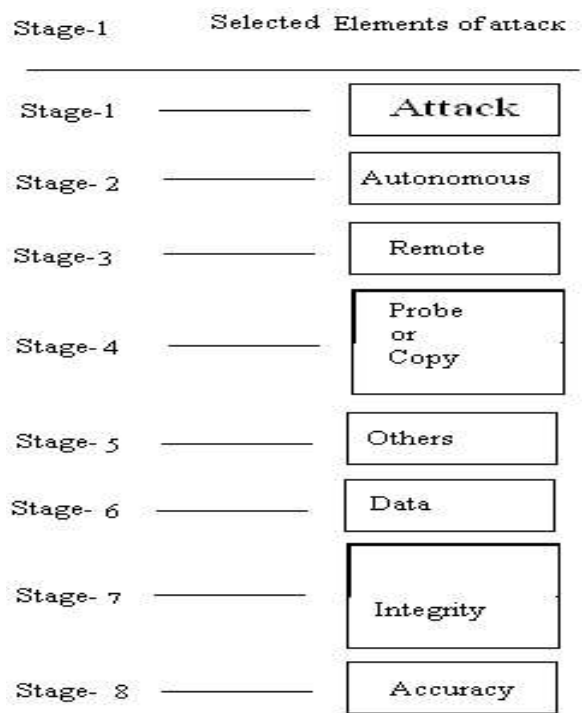 Stage-1 Selected Elements of attack
Stage-1 Attack
Stage- 2 Autonomous
Stage-3 Remote
Probe
or
Stage- 4 Copy
Stage- 5 Others
Stage- 6 Data
Stage- 7 Integrity
Stage- 8 Accuracy